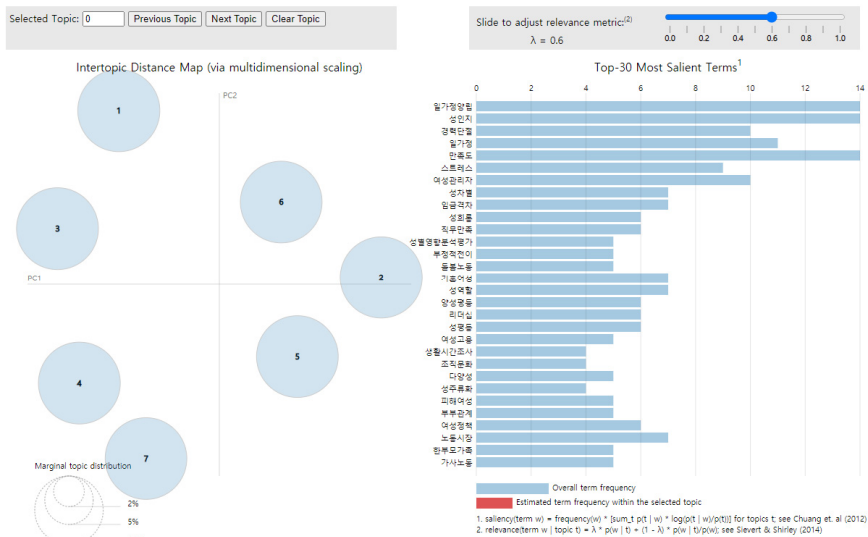 Selected Topic: 0 Previous Topic Next Topic Clear Topic
Slide to adjust relevance metric:(2)
λ = 0.6
0.0 0.2 0.4 0.6 0.8 1.0
Intertopic Distance Map (via multidimensional scaling)
PC2
PC1
1
3
6
2
5
4
7
Marginal topic distribution
2%
5%
Top-30 Most Salient Terms1
0 2 4 6 8 10 12 14
일가정양립
성인지
경력단절
일가정
만족도
스트레스
여성관리자
성차별
임금격차
성희롱
직무만족
성별영향분석평가
부정적전이
돌봄노동
기혼여성
성역할
양성평등
리더십
성평등
여성고용
생활시간조사
조직문화
다양성
성주류화
피해여성
부부관계
여성정책
노동시장
한부모가족
가사노동
Overall term frequency
Estimated term frequency within the selected topic
1. saliency(term w) = frequency(w) * [sum_t p(t | w) * log(p(t | w)/p(t))] for topics t; see Chuang et. al (2012)
2. relevance(term w | topic t) = λ * p(w | t) + (1 - λ) * p(w | t)/p(w); see Sievert & Shirley (2014)